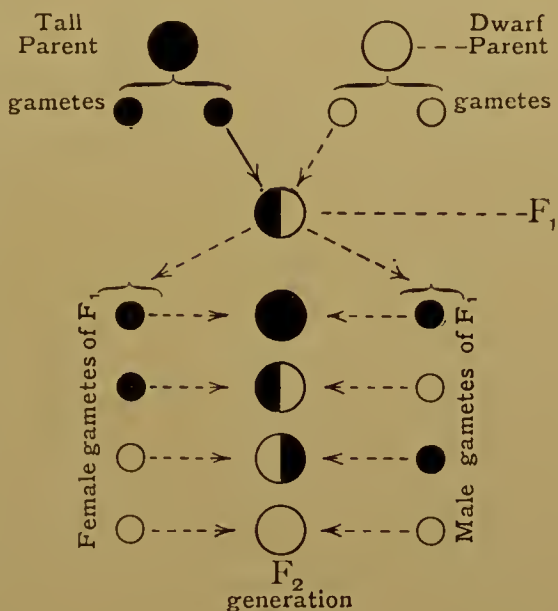 Tall
Parent
Dwarf
Parent
gametes
gametes
F₁
Female gametes of F₁
Male gametes of F₁
F₂
generation